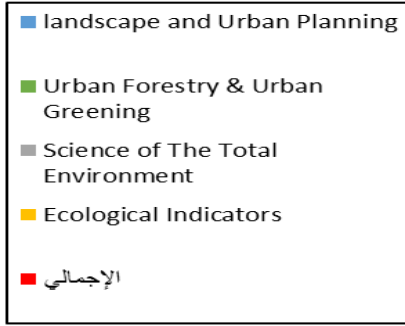 landscape and Urban Planning
Urban Forestry & Urban
Greening
Science of The Total
Environment
Ecological Indicators
الإجمالي